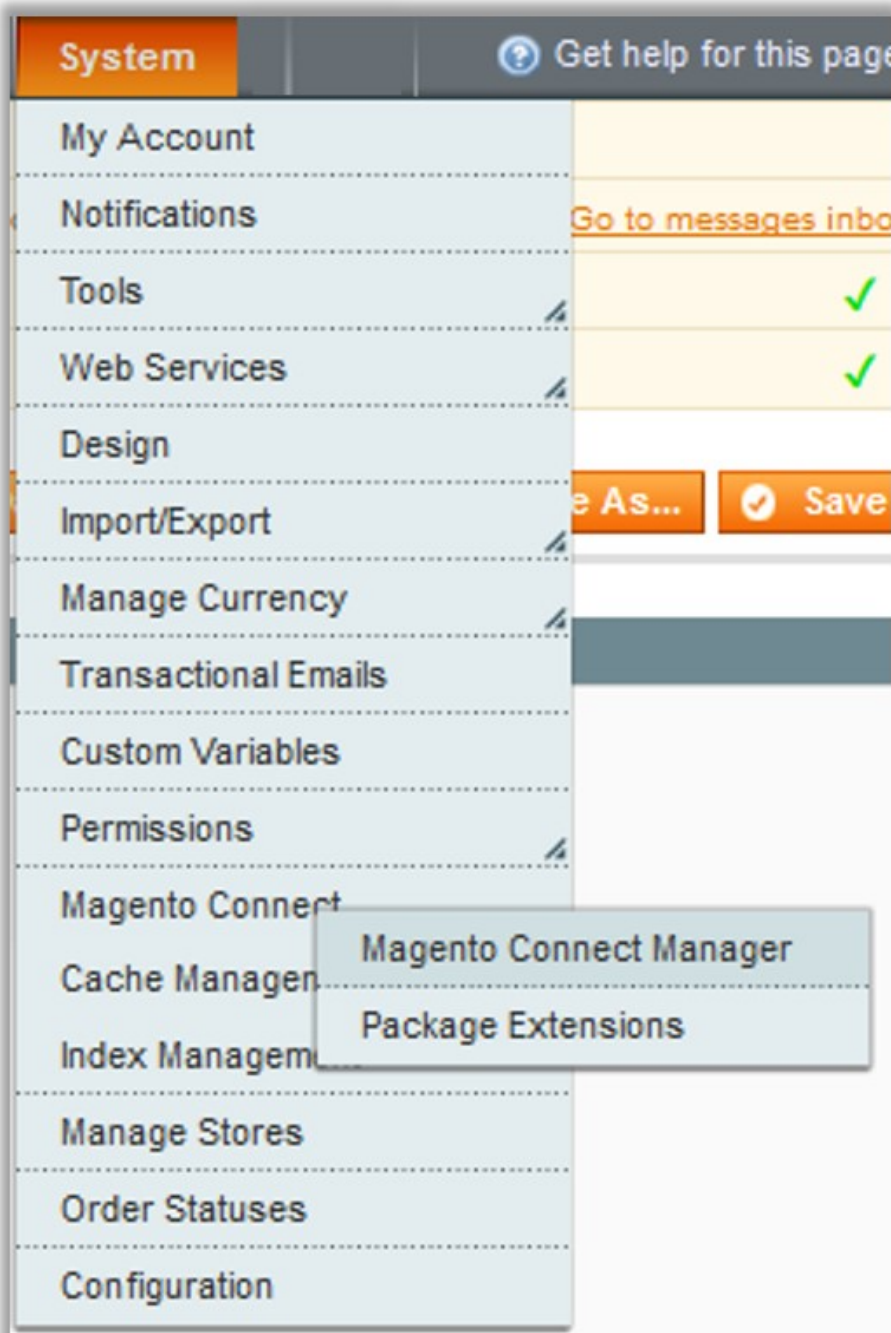 System
Get help for this page
My Account
Notifications
Go to messages inbo
Tools
Web Services
Design
Import/Export
e As...
Save
Manage Currency
Transactional Emails
Custom Variables
Permissions
Magento Connect
Magento Connect Manager
Cache Managem
Package Extensions
Index Management
Manage Stores
Order Statuses
Configuration